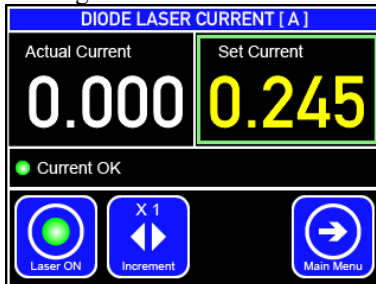 DIODE LASER CURRENT [ A ]
Actual Current
Set Current
0.000
0.245
Current OK
X 1
Laser ON
Increment
Main Menu